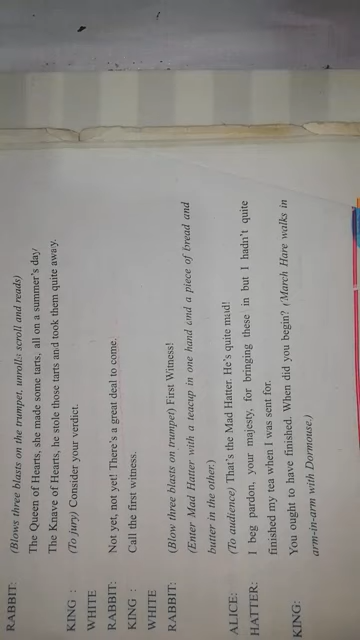 RABBIT: (Blows three blasts on the trumpet, unrolls scroll and reads)
The Queen of Hearts, she made some tarts, all on a summer's day
The Knave of Hearts, he stole those tarts and took them quite away.
KING : (To jury) Consider your verdict.
WHITE
RABBIT: Not yet, not yet! There's a great deal to come.
KING : Call the first witness.
WHITE
RABBIT: (Blow three blasts on trumpet) First Witness!
(Enter Mad Hatter with a teacup in one hand and a piece of bread and
butter in the other.)
ALICE: (To audience) That's the Mad Hatter. He's quite mad!
HATTER: I beg pardon, your majesty, for bringing these in but I hadn't quite
finished my tea when I was sent for.
KING: You ought to have finished. When did you begin? (March Hare walks in
arm-in-arm with Dormouse.)